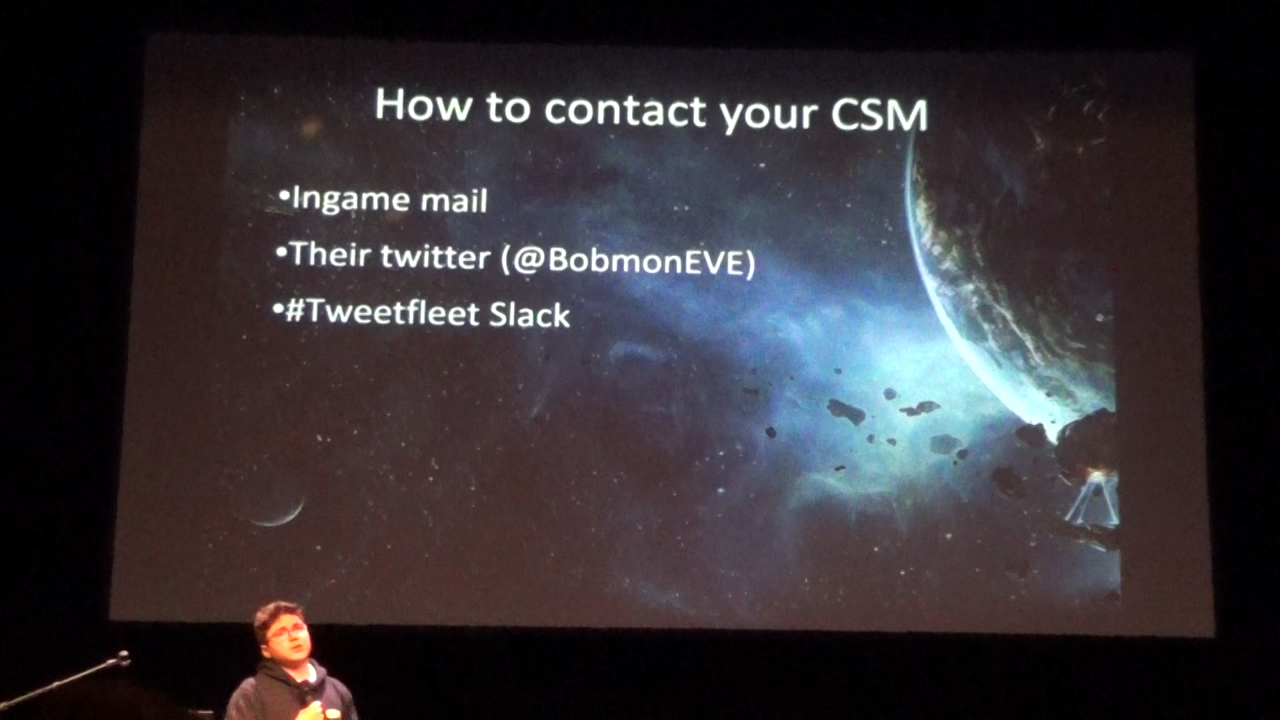 How to contact your CSM
•Ingame mail
•Their twitter (@BobmonEVE)
•#Tweetfleet Slack